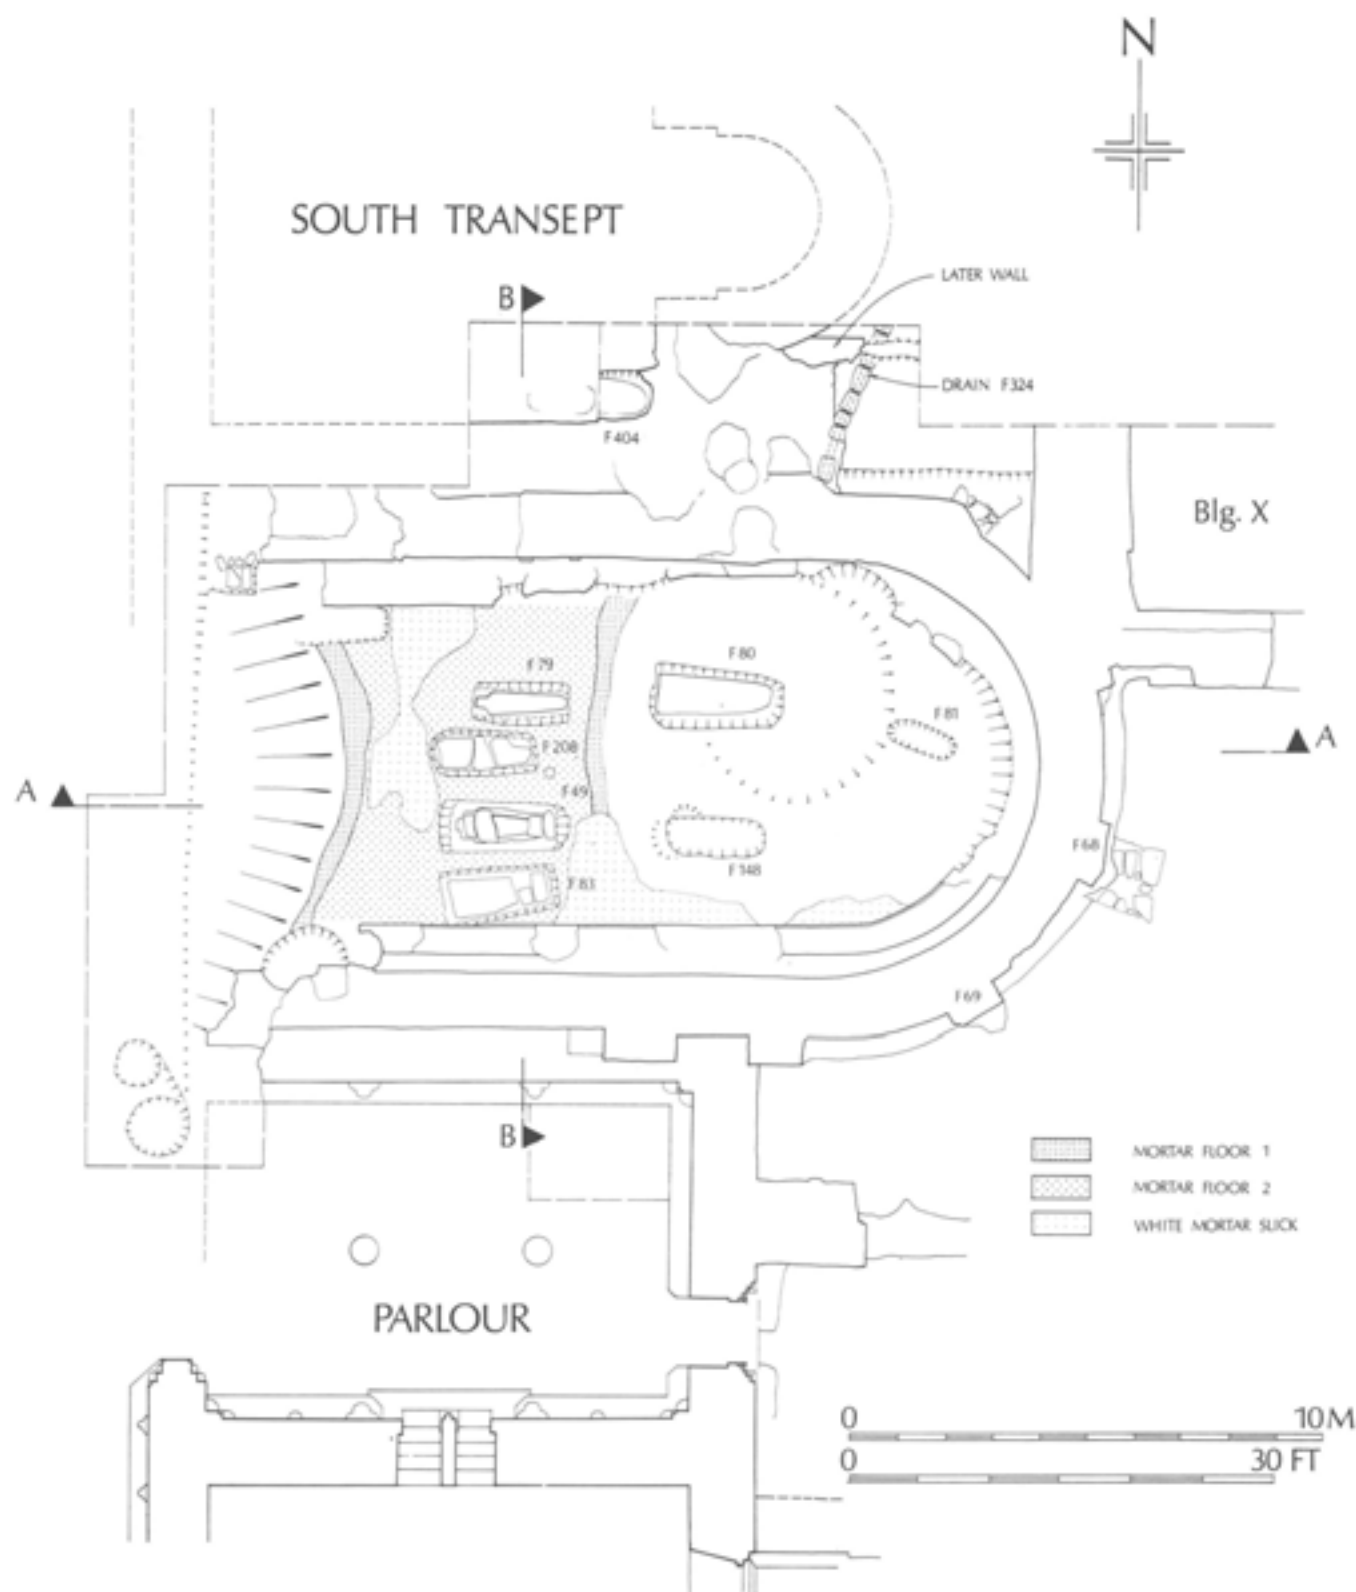 N
SOUTH TRANSEPT
B
LATER WALL
DRAIN F324
F404
Blg. X
F79
F80
F81
F208
A
A
F49
F68
F148
F83
F69
B
MORTAR FLOOR 1
MORTAR FLOOR 2
WHITE MORTAR SLICK
PARLOUR
0 10M
0 30 FT